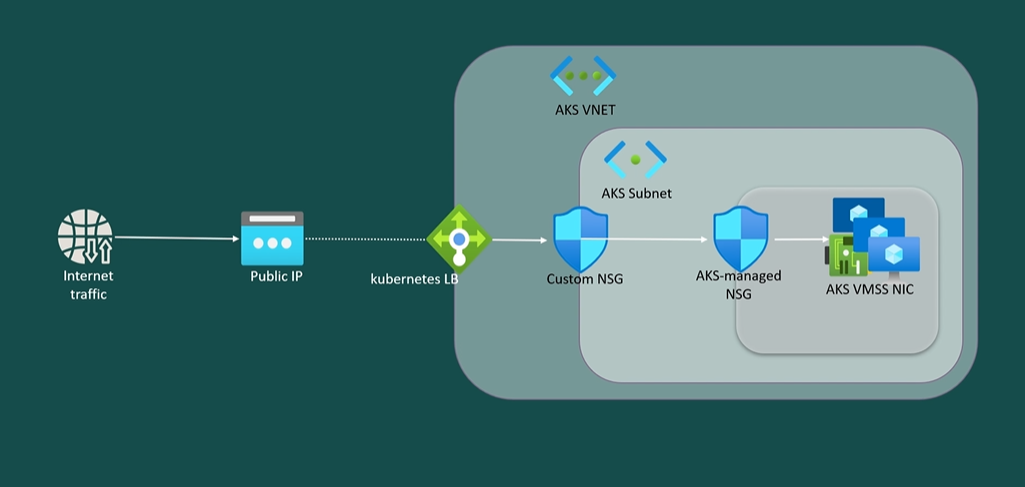 AKS VNET
AKS Subnet
Internet
traffic
Public IP
kubernetes LB
Custom NSG
AKS-managed
NSG
AKS VMSS NIC